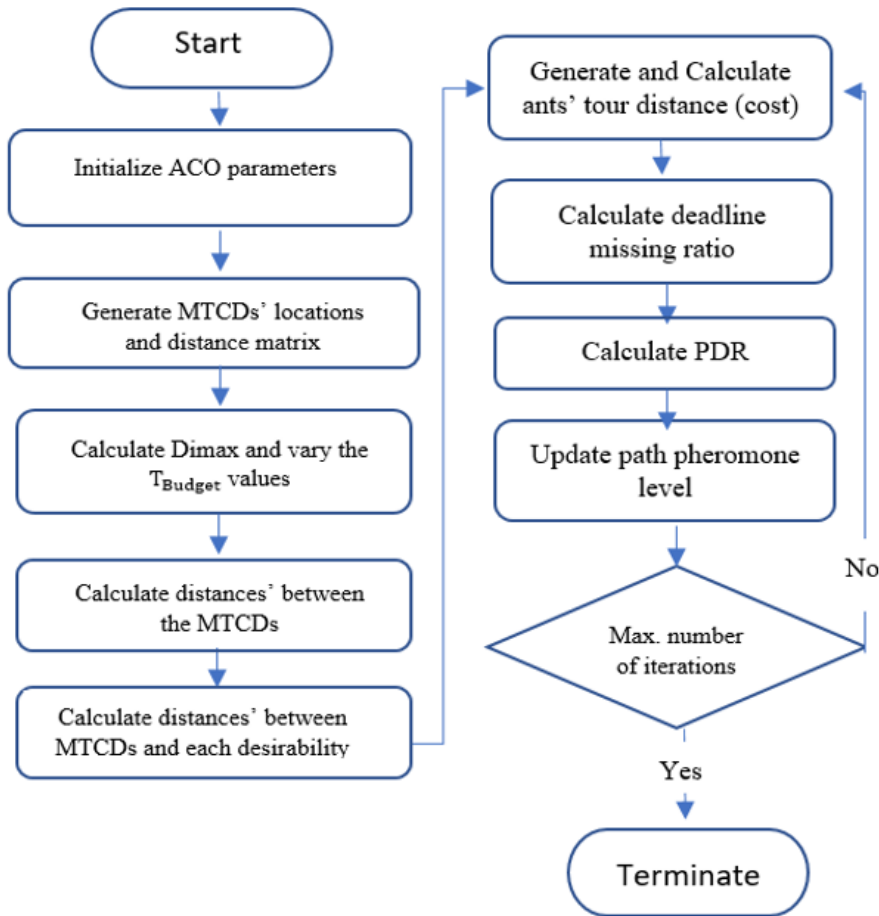 Start
Initialize ACO parameters
Generate MTCDs' locations
and distance matrix
Calculate Dimax and vary the
TBudget values
Calculate distances' between
the MTCDs
Calculate distances' between
MTCDs and each desirability
Generate and Calculate
ants' tour distance (cost)
Calculate deadline
missing ratio
Calculate PDR
Update path pheromone
level
Max. number
of iterations
No
Yes
Terminate